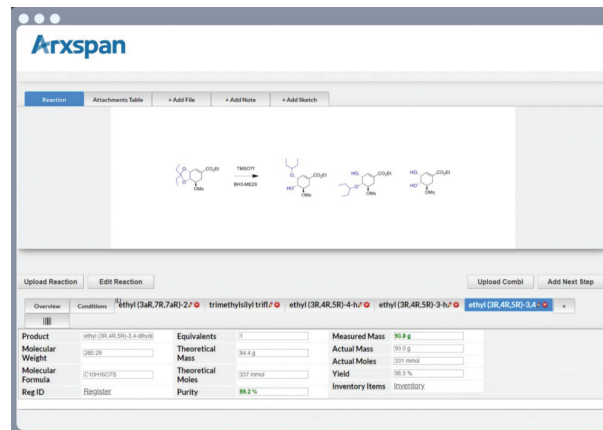 Arxspan
Reaction
Attachments Table
+ Add File
+ Add Note
+ Add Sketch
O
O
CO₂Et
OMs
TMSOTf
BH3-ME2S
O
HO
CO₂Et
OMs
HO
O
CO₂Et
OMs
HO
HO
CO₂Et
OMs
Upload Reaction
Edit Reaction
Upload Combi
Add Next Step
Overview
Conditions
(L)
ethyl (3aR,7R,7aR)-2
trimethylsilyl trifl
ethyl (3R,4R,5R)-4-h
ethyl (3R,4R,5R)-3-h
ethyl (3R,4R,5R)-3,4
+
Product ethyl (3R,4R,5R)-3,4-dihydi Equivalents 1 Measured Mass 93.8 g
Molecular Weight 280.29 Theoretical Mass 94.4 g Actual Mass 93.0 g
Actual Moles 331 mmol
Molecular Formula C10H16O7S Theoretical Moles 337 mmol Yield 98.5 %
Inventory Items Inventory
Reg ID Register Purity 99.2 %